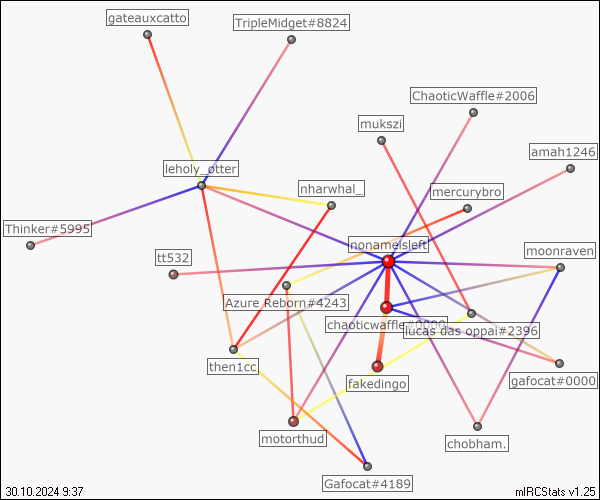 gateauxcatto
TripleMidget#8824
ChaoticWaffle#2006
mukszi
amah1246
leholy_otter
nharwhal_
mercurybro
Thinker#5995
nonameisleft
moonraven
tt532
Azure Reborn#4243
chaoticwaffle#0000
lucas das oppai#2396
then1cc
fakedingo
gafocat#0000
motorthud
chobham.
Gafocat#4189
30.10.2024 9:37
mIRCStats v1.25